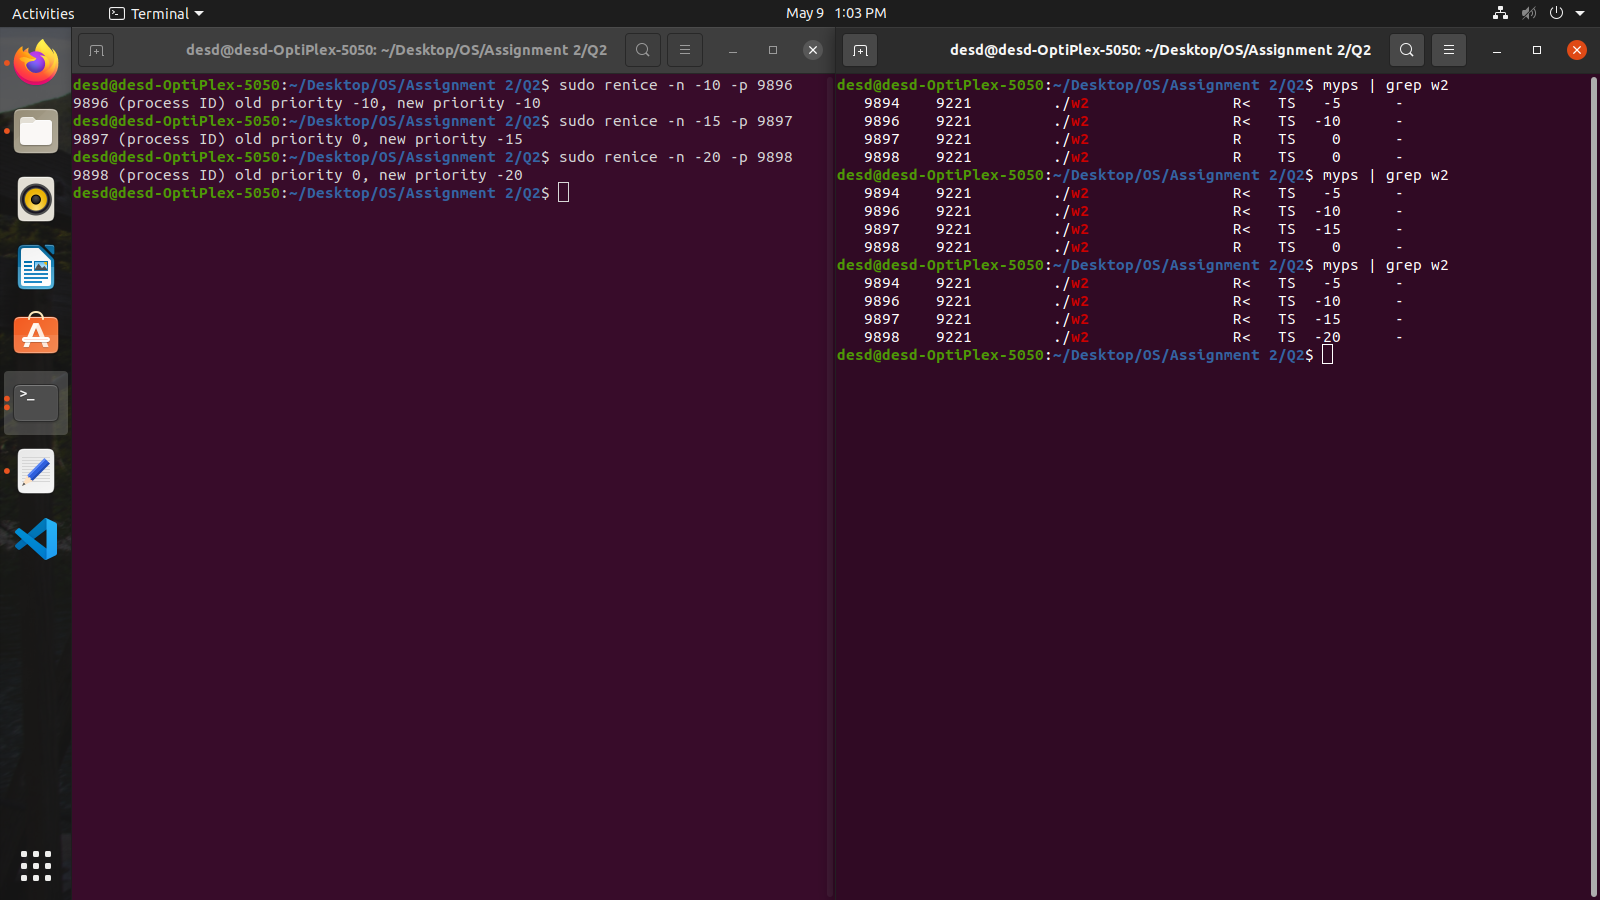 Activities Terminal May 9 1:03 PM
desd@desd-OptiPlex-5050: ~/Desktop/OS/Assignment 2/Q2
desd@desd-OptiPlex-5050:~/Desktop/OS/Assignment 2/Q2$ sudo renice -n -10 -p 9896
9896 (process ID) old priority -10, new priority -10
desd@desd-OptiPlex-5050:~/Desktop/OS/Assignment 2/Q2$ sudo renice -n -15 -p 9897
9897 (process ID) old priority 0, new priority -15
desd@desd-OptiPlex-5050:~/Desktop/OS/Assignment 2/Q2$ sudo renice -n -20 -p 9898
9898 (process ID) old priority 0, new priority -20
desd@desd-OptiPlex-5050:~/Desktop/OS/Assignment 2/Q2$
desd@desd-OptiPlex-5050: ~/Desktop/OS/Assignment 2/Q2
desd@desd-OptiPlex-5050:~/Desktop/OS/Assignment 2/Q2$ myps | grep w2
9894 9221 ./w2 R< TS -5 -
9896 9221 ./w2 R< TS -10 -
9897 9221 ./w2 R TS 0 -
9898 9221 ./w2 R TS 0 -
desd@desd-OptiPlex-5050:~/Desktop/OS/Assignment 2/Q2$ myps | grep w2
9894 9221 ./w2 R< TS -5 -
9896 9221 ./w2 R< TS -10 -
9897 9221 ./w2 R< TS -15 -
9898 9221 ./w2 R TS 0 -
desd@desd-OptiPlex-5050:~/Desktop/OS/Assignment 2/Q2$ myps | grep w2
9894 9221 ./w2 R< TS -5 -
9896 9221 ./w2 R< TS -10 -
9897 9221 ./w2 R< TS -15 -
9898 9221 ./w2 R< TS -20 -
desd@desd-OptiPlex-5050:~/Desktop/OS/Assignment 2/Q2$